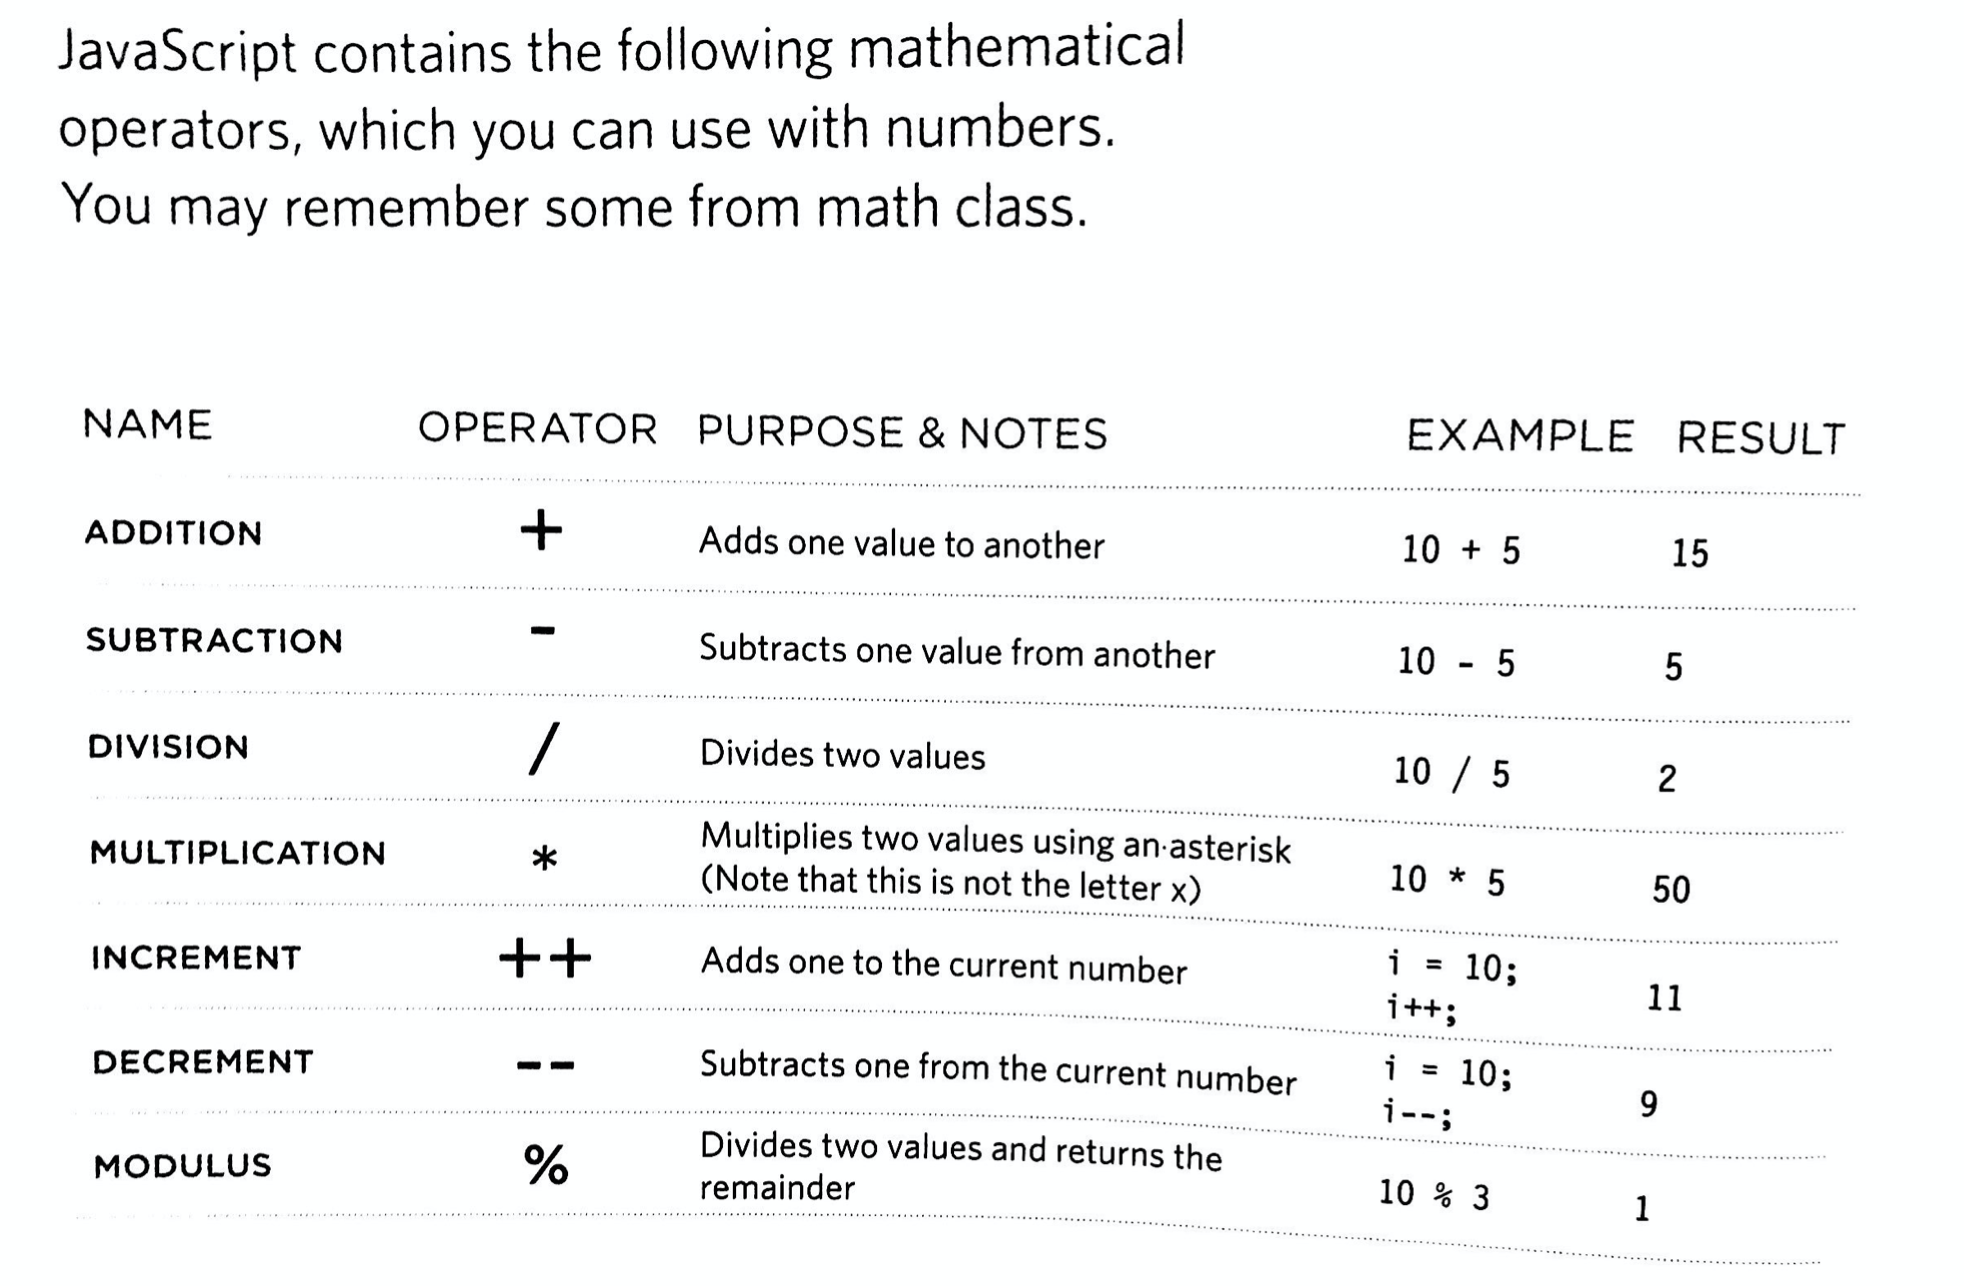 JavaScript contains the following mathematical
operators, which you can use with numbers.
You may remember some from math class.
NAME OPERATOR PURPOSE & NOTES EXAMPLE RESULT
ADDITION + Adds one value to another 10 + 5 15
SUBTRACTION - Subtracts one value from another 10 - 5 5
DIVISION / Divides two values 10 / 5 2
MULTIPLICATION * Multiplies two values using an asterisk
(Note that this is not the letter x) 10 * 5 50
INCREMENT ++ Adds one to the current number i = 10;
i++; 11
DECREMENT -- Subtracts one from the current number i = 10;
i--; 9
MODULUS % Divides two values and returns the
remainder 10 % 3 1